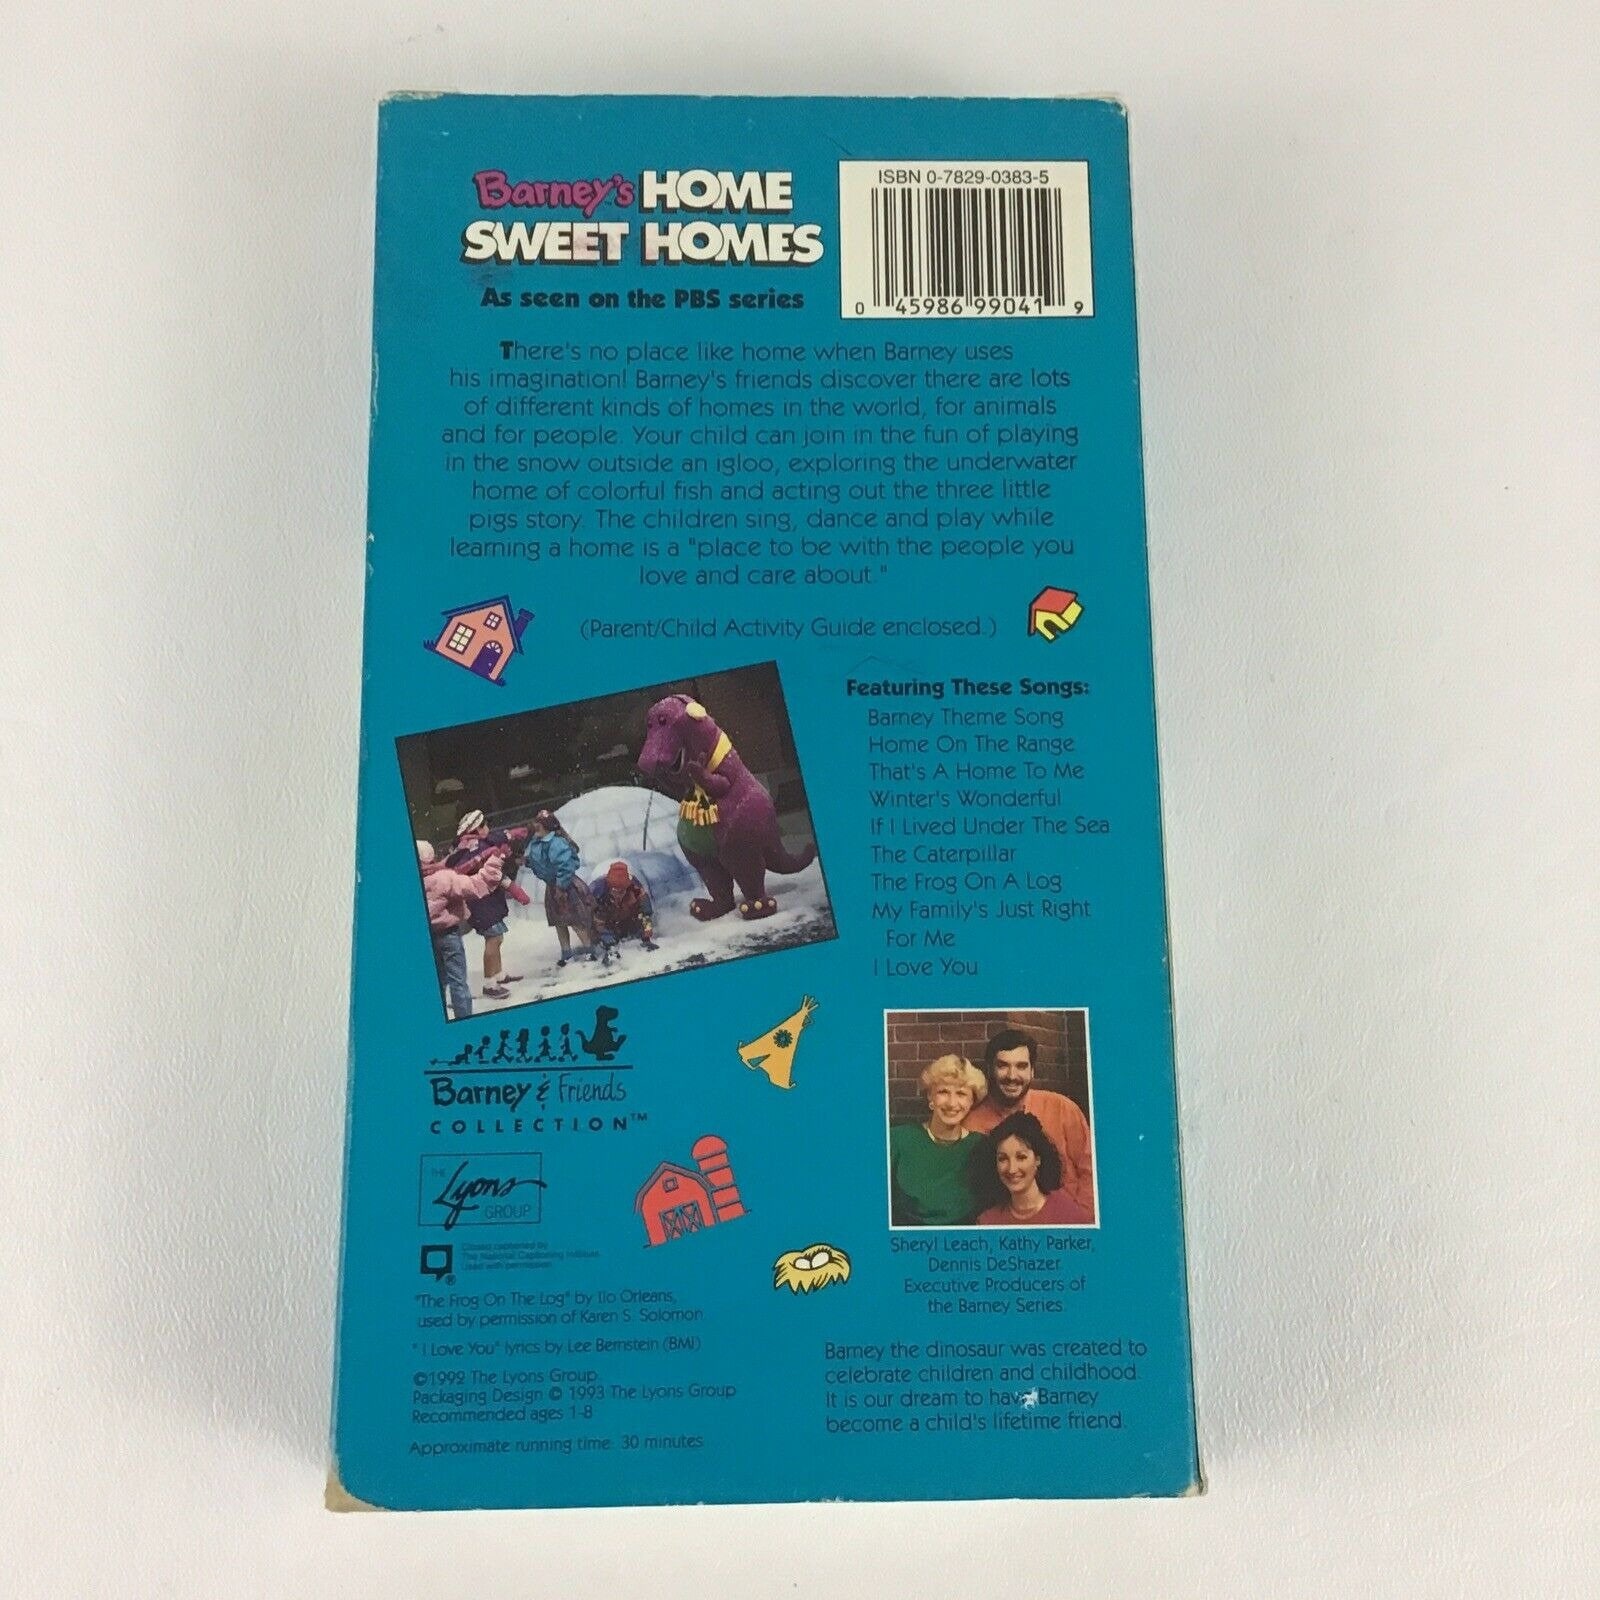 Barney's HOME
SWEET HOMES
As seen on the PBS series
ISBN 0-7829-0383-5
0 45986 99041 9
There's no place like home when Barney uses
his imagination! Barney's friends discover there are lots
of different kinds of homes in the world, for animals
and for people. Your child can join in the fun of playing
in the snow outside an igloo, exploring the underwater
home of colorful fish and acting out the three little
pigs story. The children sing, dance and play while
learning a home is a "place to be with the people you
love and care about."
(Parent/Child Activity Guide enclosed.)
Featuring These Songs:
Barney Theme Song
Home On The Range
That's A Home To Me
Winter's Wonderful
If I Lived Under The Sea
The Caterpillar
The Frog On A Log
My Family's Just Right
For Me
I Love You
Barney & Friends
COLLECTION™
THE
Lyons
GROUP
Closed captioned by
The National Captioning Institute.
Used with permission.
®
"The Frog On The Log" by Ilo Orleans,
used by permission of Karen S. Solomon.
"I Love You" lyrics by Lee Bernstein (BMI)
©1992 The Lyons Group
Packaging Design © 1993 The Lyons Group
Recommended ages 1-8
Approximate running time: 30 minutes
Sheryl Leach, Kathy Parker,
Dennis DeShazer
Executive Producers of
the Barney Series.
Barney the dinosaur was created to
celebrate children and childhood.
It is our dream to have Barney
become a child's lifetime friend.